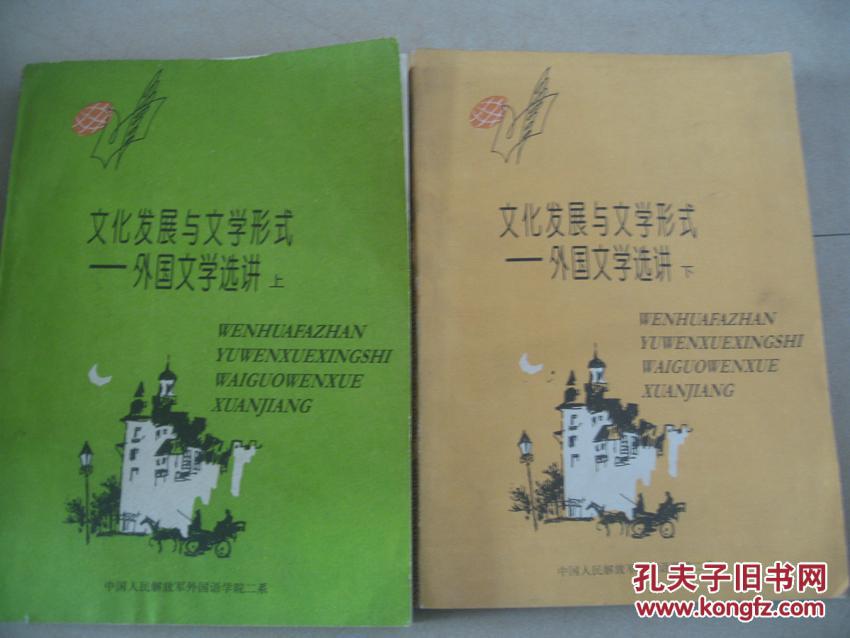 文化发展与文学形式
——外国文学选讲 上
WENHUAFAZHAN
YUWENXUEXINGSHI
WAIGUOWENXUE
XUANJIANG
中国人民解放军外国语学院二系
文化发展与文学形式
——外国文学选讲 下
WENHUAFAZHAN
YUWENXUEXINGSHI
WAIGUOWENXUE
XUANJIANG
中国人民解放军
孔夫子旧书网
www.kongfz.com